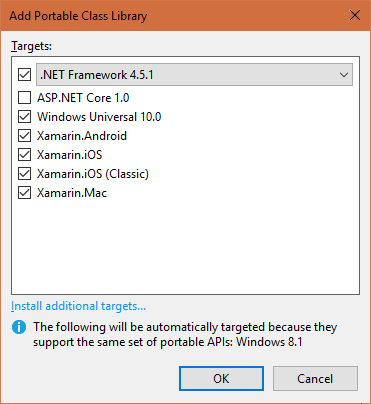 Add Portable Class Library
Targets:
.NET Framework 4.5.1
ASP.NET Core 1.0
Windows Universal 10.0
Xamarin.Android
Xamarin.iOS
Xamarin.iOS (Classic)
Xamarin.Mac
Install additional targets...
The following will be automatically targeted because they
support the same set of portable APIs: Windows 8.1
OK
Cancel